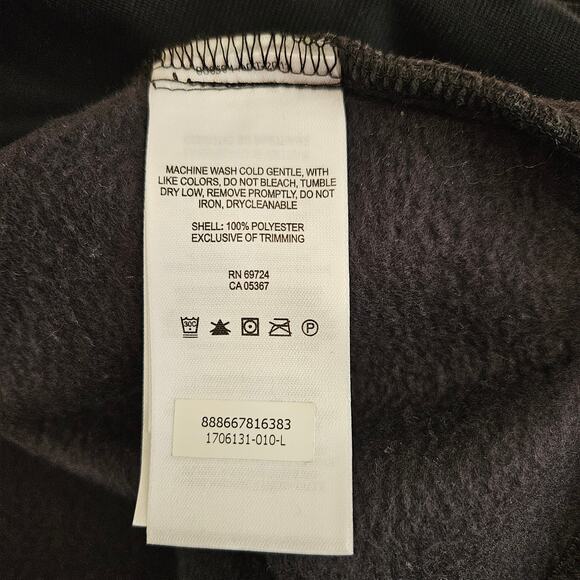 MACHINE WASH COLD GENTLE, WITH
LIKE COLORS, DO NOT BLEACH, TUMBLE
DRY LOW, REMOVE PROMPTLY, DO NOT
IRON, DRYCLEANABLE
SHELL: 100% POLYESTER
EXCLUSIVE OF TRIMMING
RN 69724
CA 05367
30C
P
888667816383
1706131-010-L